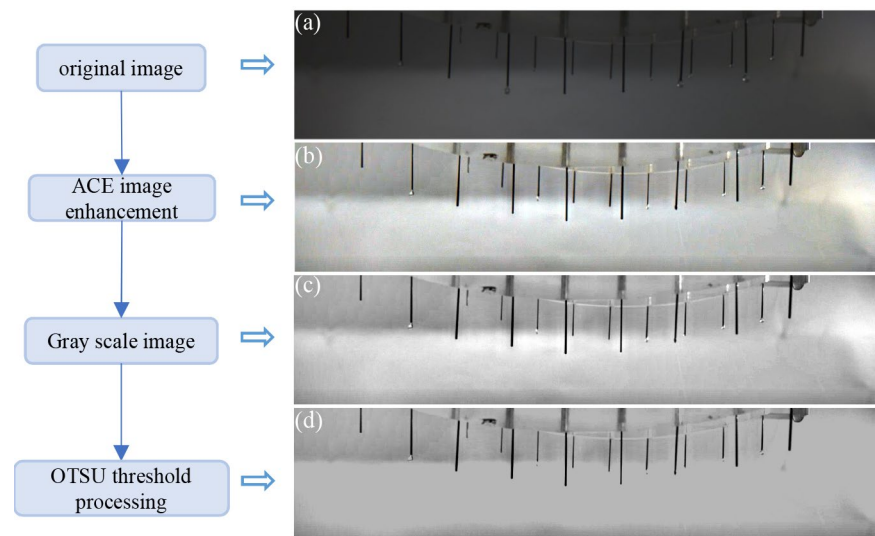 original image
(a)
ACE image
enhancement
(b)
Gray scale image
(c)
OTSU threshold
processing
(d)